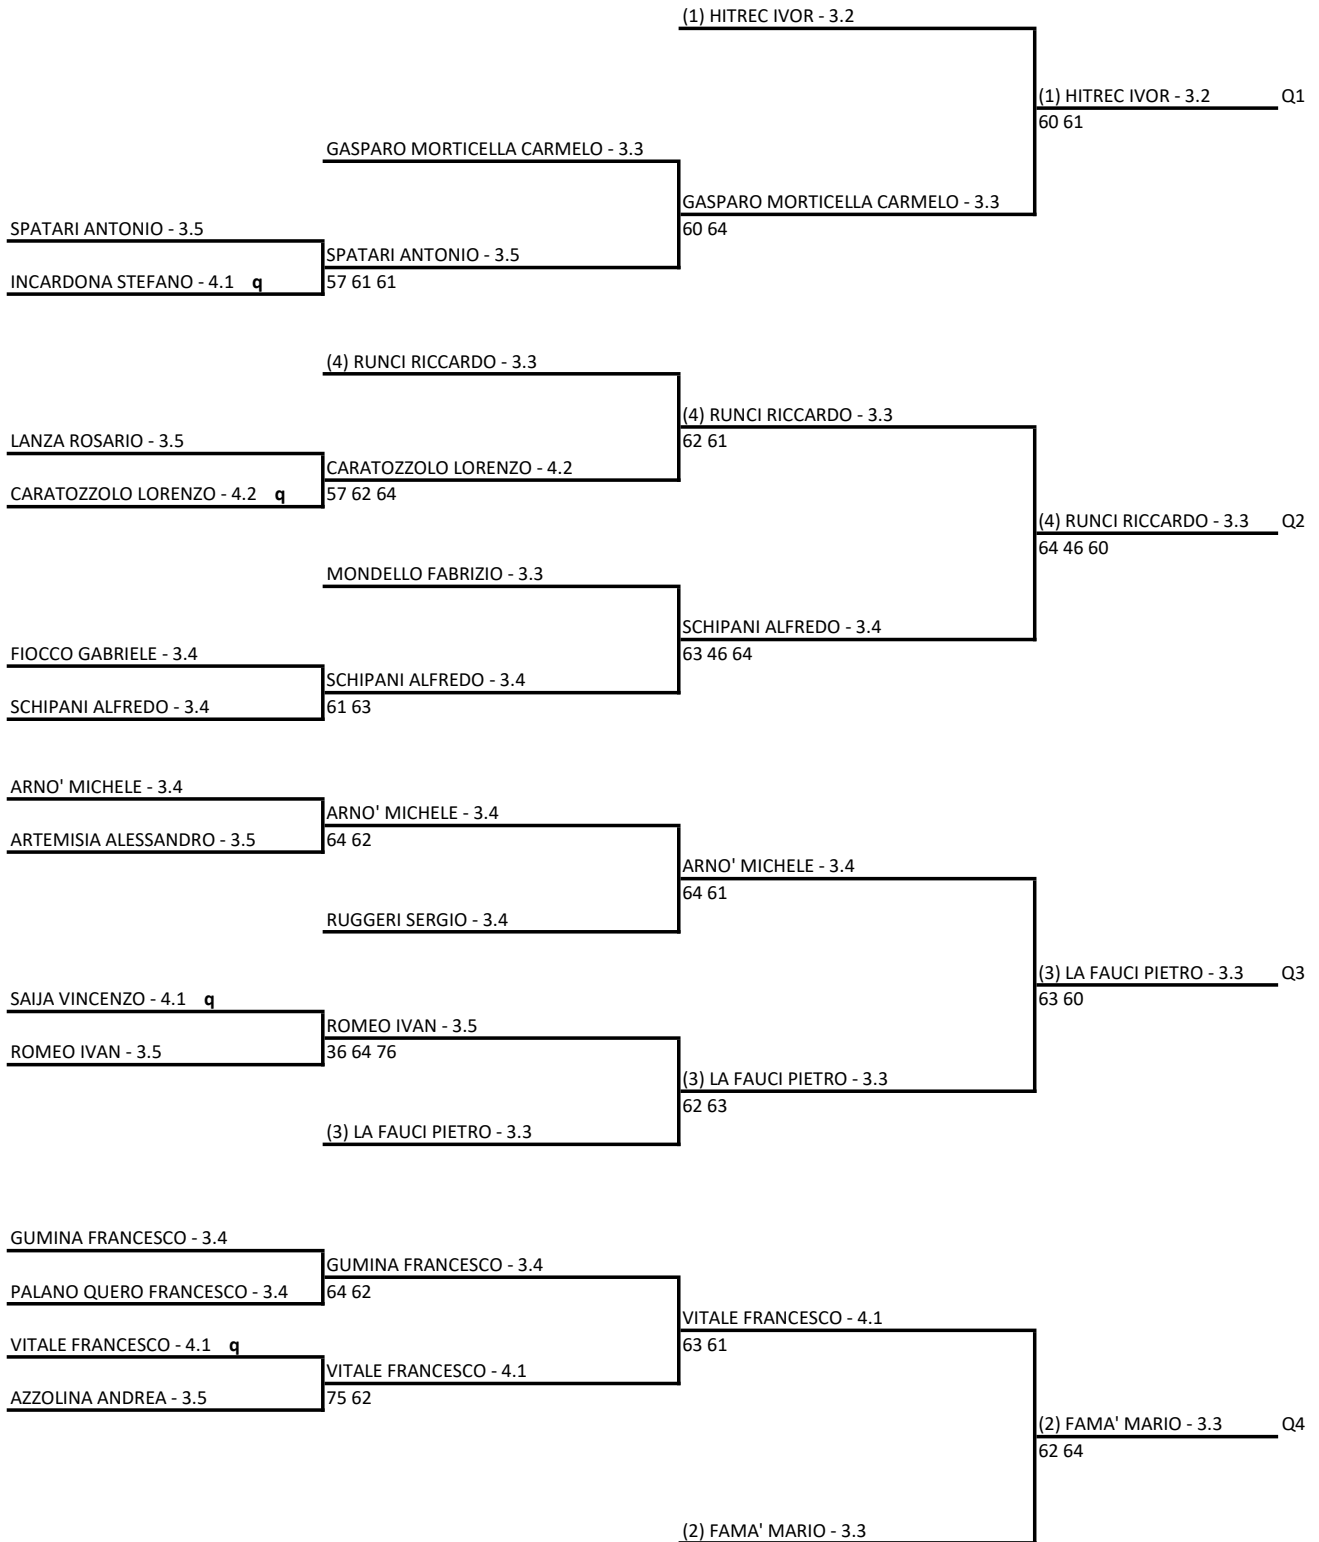 (1) HITREC IVOR - 3.2
(1) HITREC IVOR - 3.2 Q1
60 61
GASPARO MORTICELLA CARMELO - 3.3
GASPARO MORTICELLA CARMELO - 3.3
SPATARI ANTONIO - 3.5
60 64
SPATARI ANTONIO - 3.5
INCARDONA STEFANO - 4.1 q
57 61 61
(4) RUNCI RICCARDO - 3.3
(4) RUNCI RICCARDO - 3.3
LANZA ROSARIO - 3.5
62 61
CARATOZZOLO LORENZO - 4.2
CARATOZZOLO LORENZO - 4.2 q
57 62 64
(4) RUNCI RICCARDO - 3.3 Q2
64 46 60
MONDELLO FABRIZIO - 3.3
SCHIPANI ALFREDO - 3.4
FIOCCO GABRIELE - 3.4
63 46 64
SCHIPANI ALFREDO - 3.4
SCHIPANI ALFREDO - 3.4
61 63
ARNO' MICHELE - 3.4
ARNO' MICHELE - 3.4
ARTEMISIA ALESSANDRO - 3.5
64 62
ARNO' MICHELE - 3.4
64 61
RUGGERI SERGIO - 3.4
(3) LA FAUCI PIETRO - 3.3 Q3
SAIJA VINCENZO - 4.1 q
63 60
ROMEO IVAN - 3.5
ROMEO IVAN - 3.5
36 64 76
(3) LA FAUCI PIETRO - 3.3
62 63
(3) LA FAUCI PIETRO - 3.3
GUMINA FRANCESCO - 3.4
GUMINA FRANCESCO - 3.4
PALANO QUERO FRANCESCO - 3.4
64 62
VITALE FRANCESCO - 4.1
VITALE FRANCESCO - 4.1 q
63 61
VITALE FRANCESCO - 4.1
AZZOLINA ANDREA - 3.5
75 62
(2) FAMA' MARIO - 3.3 Q4
62 64
(2) FAMA' MARIO - 3.3